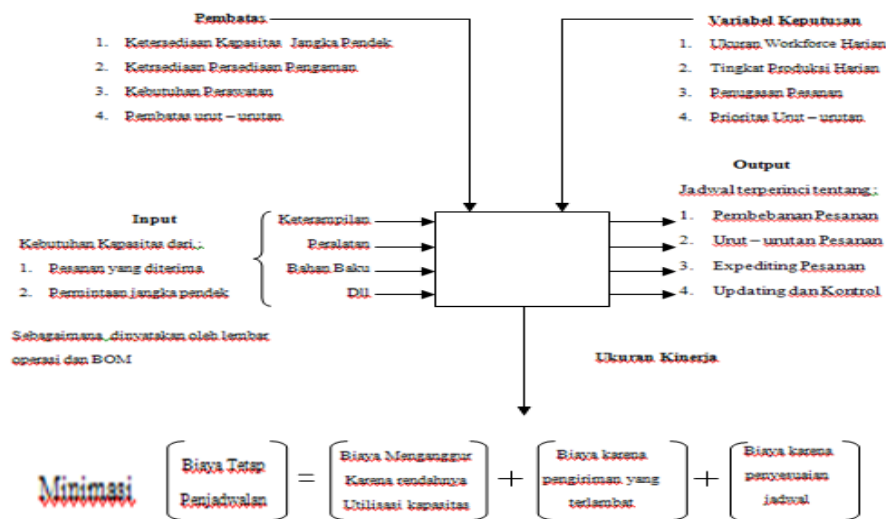 Pembatas
1. Ketersediaan Kapasitas Jangka Pendek
2. Ketrsediaan Persediaan Pengaman
3. Kebutuhan Perawatan
4. Pembatas urut – urutan
Variabel Keputusan
1. Ukuran Workforce Harian
2. Tingkat Produksi Harian
3. Penugasan Pesanan
4. Prioritas Urut – urutan
Input
Kebutuhan Kapasitas dari :
1. Pesanan yang diterima
2. Permintaan jangka pendek
Sebagaimana dinyatakan oleh lembar
operasi dan BOM
Keterampilan
Peralatan
Bahan Baku
Dll
Output
Jadwal terperinci tentang :
1. Pembebanan Pesanan
2. Urut – urutan Pesanan
3. Expediting Pesanan
4. Updating dan Kontrol
Ukuran Kinerja
Minimasi
Biaya Tetap
Penjadwalan
=
Biaya Menganggur
Karena rendahnya
Utilisasi kapasitas
+
Biaya karena
pengiriman yang
terlambat
+
Biaya karena
penyesuaian
jadwal